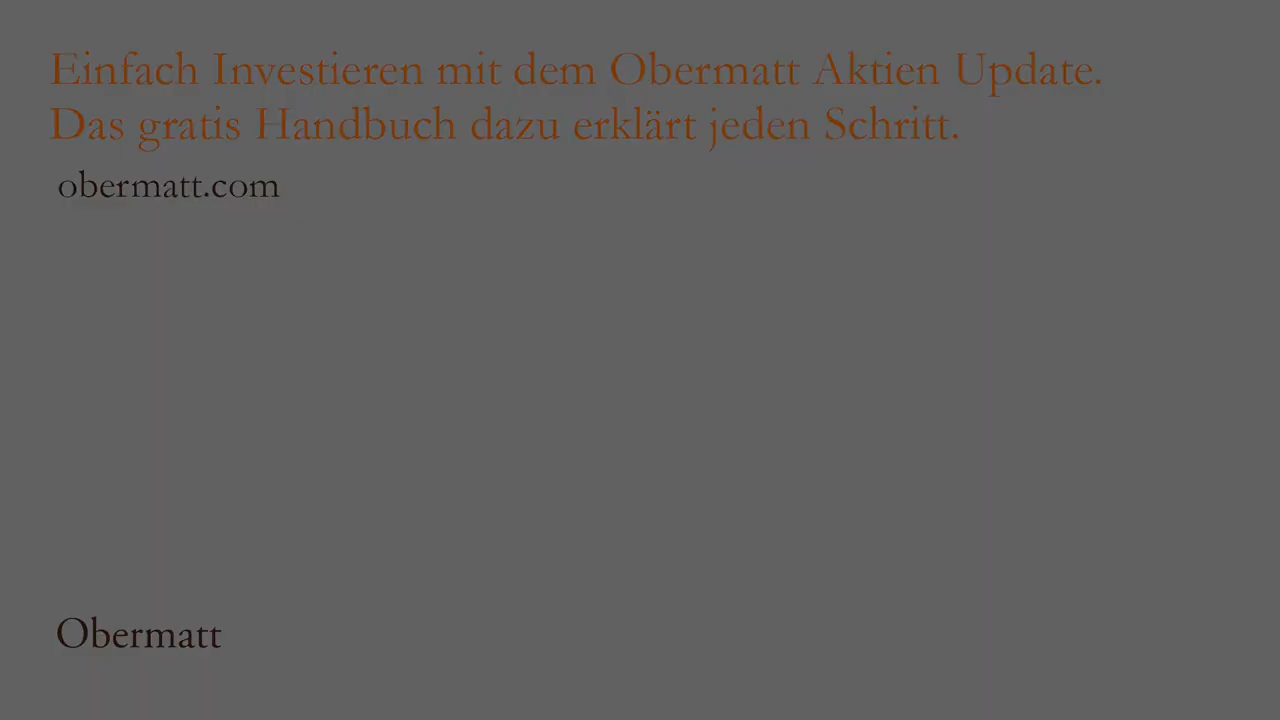 Einfach Investieren mit dem Obermatt Aktien Update.
Das gratis Handbuch dazu erklärt jeden Schritt.
obermatt.com
Obermatt